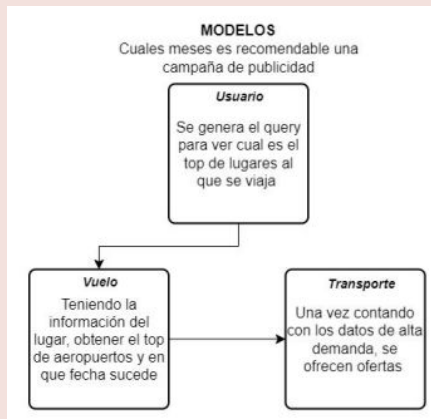 MODELOS
Cuales meses es recomendable una
campaña de publicidad
Usuario
Se genera el query
para ver cual es el
top de lugares al
que se viaja
Vuelo
Teniendo la
información del
lugar, obtener el top
de aeropuertos y en
que fecha sucede
Transporte
Una vez contando
con los datos de alta
demanda, se
ofrecen ofertas